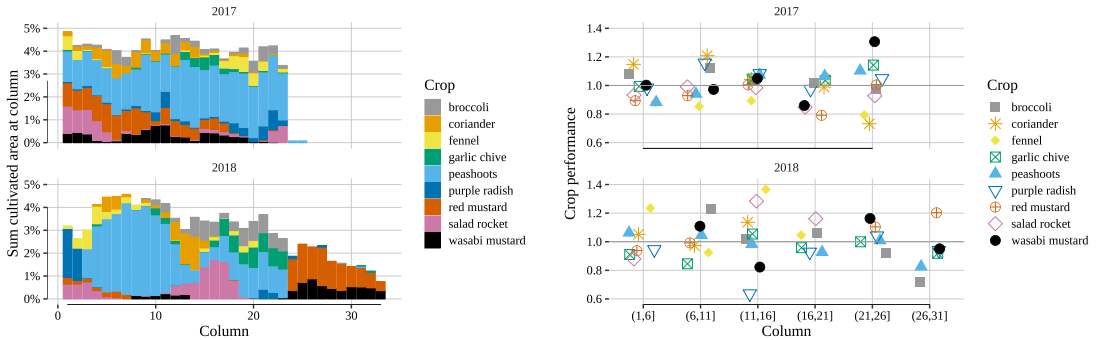 2017
5%
4%
3%
2%
1%
0%
2018
5%
4%
3%
2%
1%
0%
0
10
20
30
Column
Sum cultivated area at column
Crop
broccoli
coriander
fennel
garlic chive
peashoots
purple radish
red mustard
salad rocket
wasabi mustard
2017
1.4
1.2
1.0
0.8
0.6
2018
1.4
1.2
1.0
0.8
0.6
(1,6]
(6,11]
(11,16]
(16,21]
(21,26]
(26,31]
Column
Crop performance
Crop
broccoli
coriander
fennel
garlic chive
peashoots
purple radish
red mustard
salad rocket
wasabi mustard